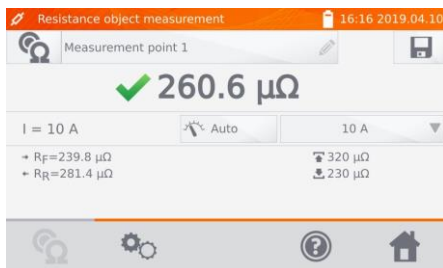 Resistance object measurement 16:16 2019.04.10
Measurement point 1
260.6 µΩ
I = 10 A Auto 10 A
RF=239.8 µΩ 320 µΩ
RR=281.4 µΩ 230 µΩ